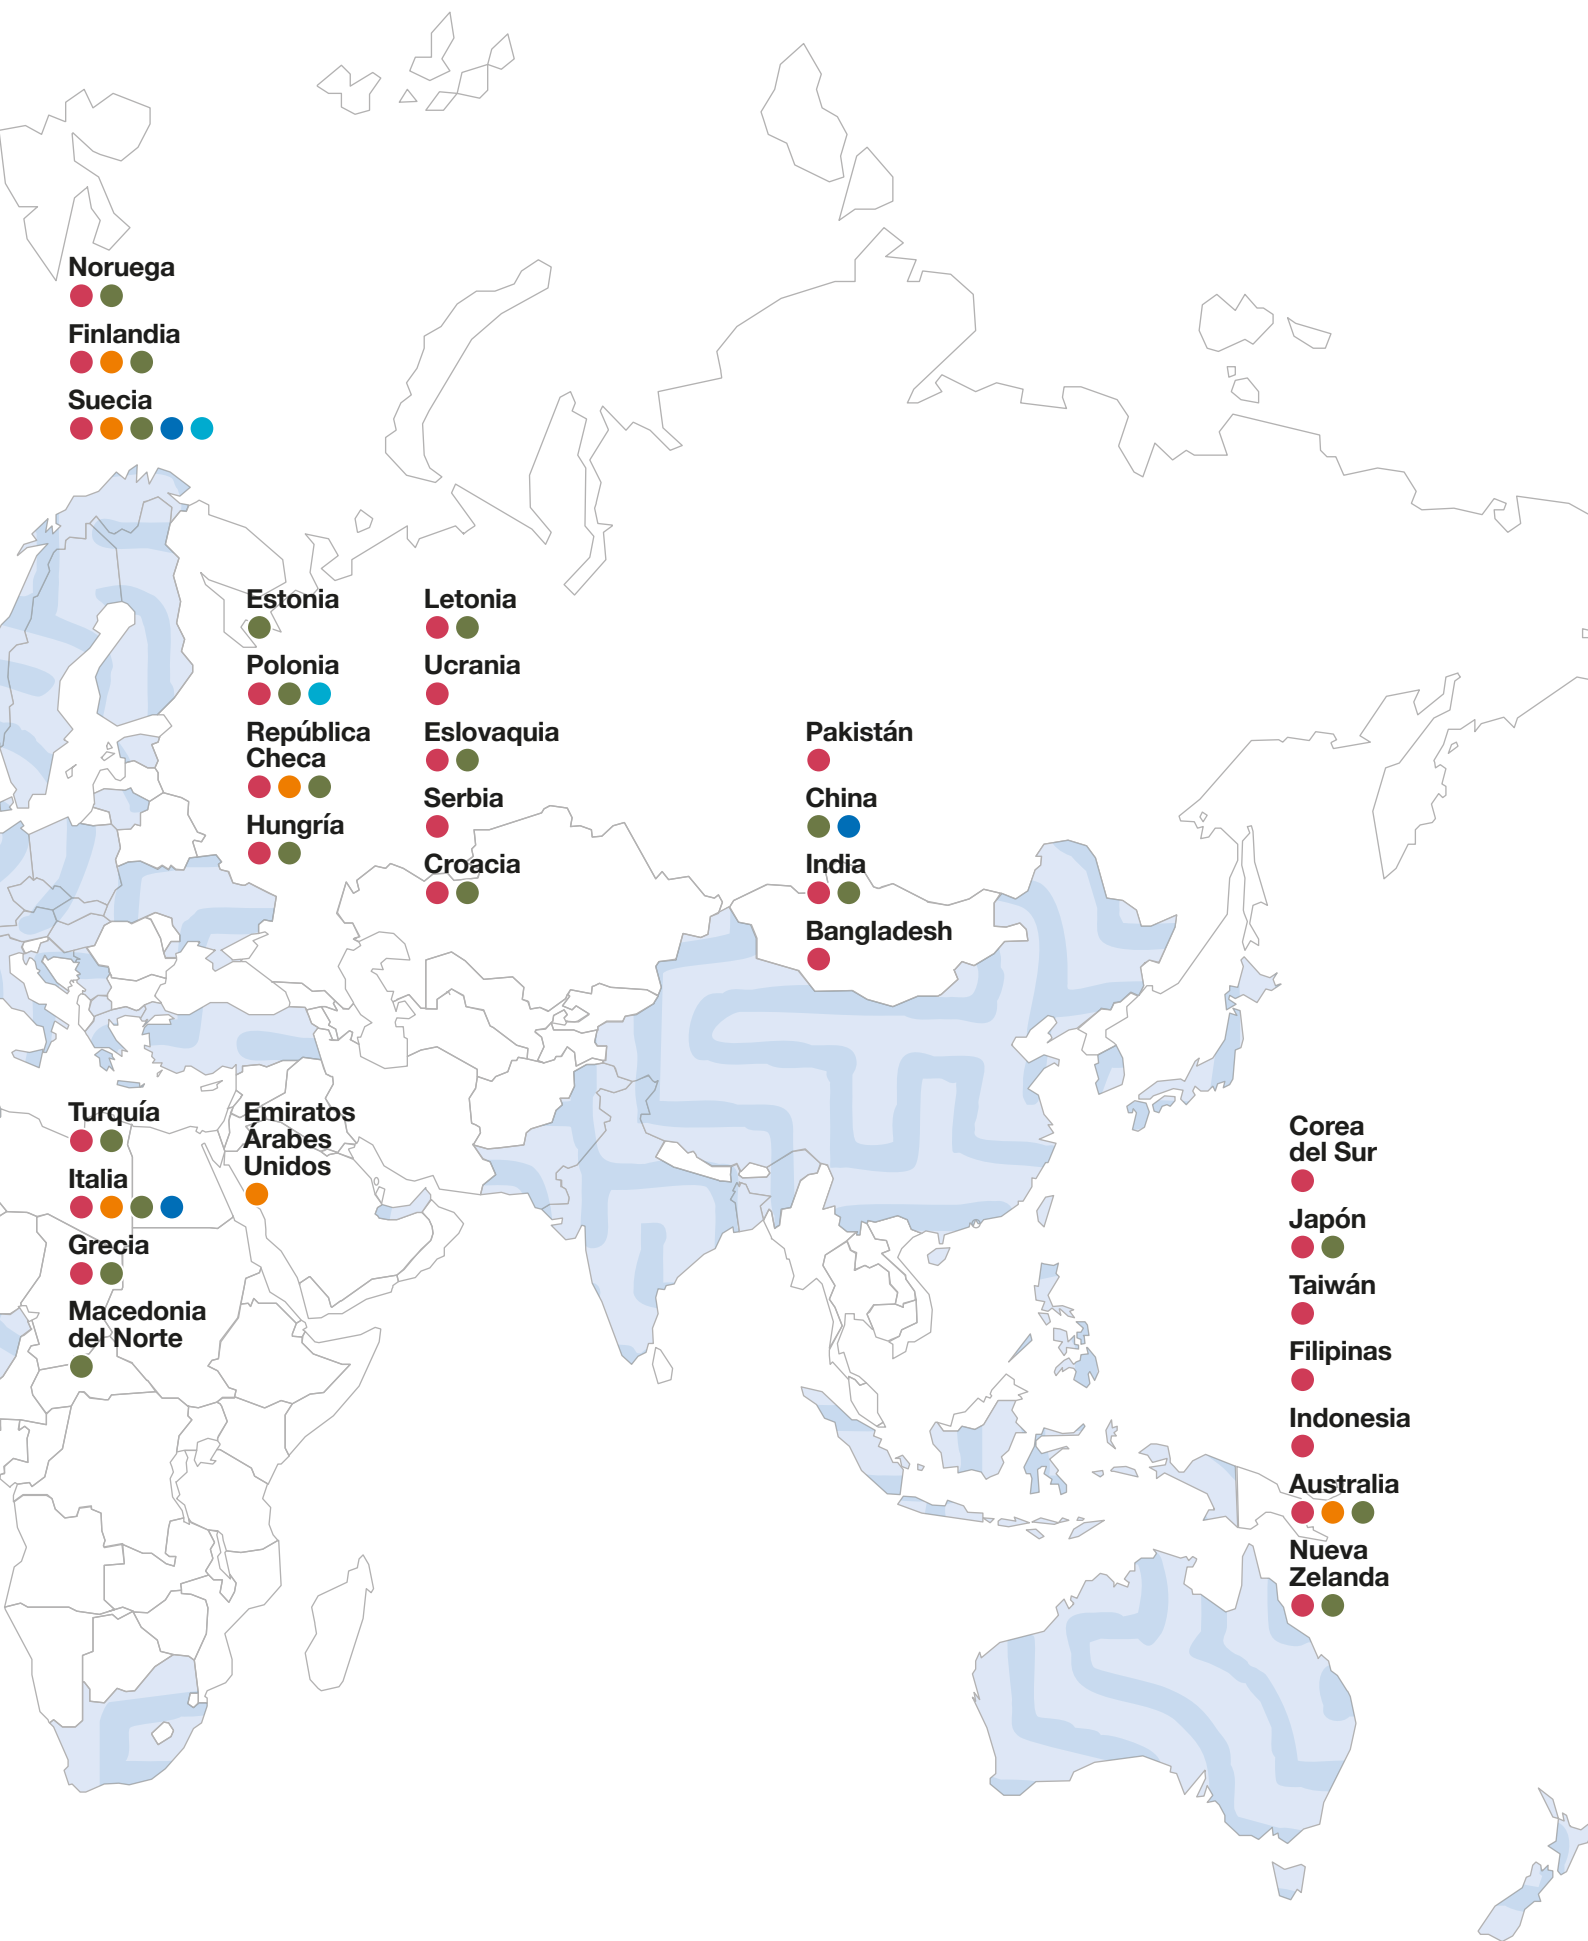 Noruega
Finlandia
Suecia
Estonia
Polonia
República
Checa
Hungría
Letonia
Ucrania
Eslovaquia
Serbia
Croacia
Pakistán
China
India
Bangladesh
Turquía
Italia
Grecia
Macedonia
del Norte
Emiratos
Árabes
Unidos
Corea
del Sur
Japón
Taiwán
Filipinas
Indonesia
Australia
Nueva
Zelanda